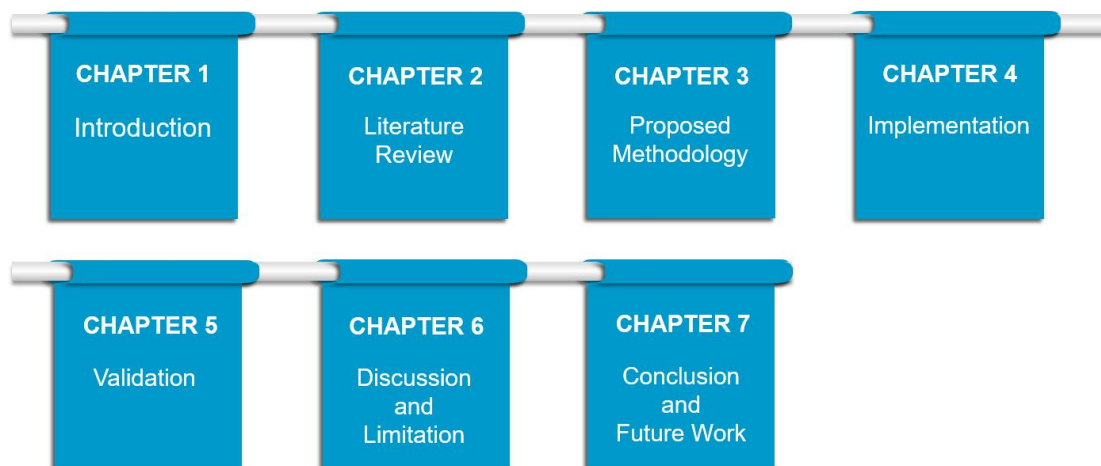 CHAPTER 1
Introduction
CHAPTER 2
Literature
Review
CHAPTER 3
Proposed
Methodology
CHAPTER 4
Implementation
CHAPTER 5
Validation
CHAPTER 6
Discussion
and
Limitation
CHAPTER 7
Conclusion
and
Future Work